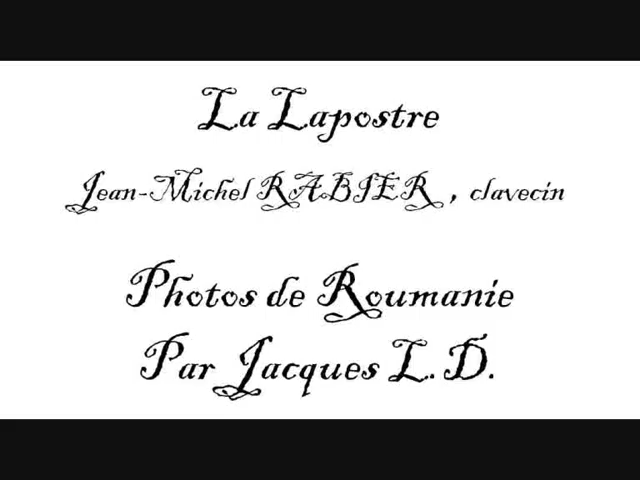 La Lapostre
Jean-Michel RABIER , clavecin
Photos de Roumanie
Par Jacques L.D.